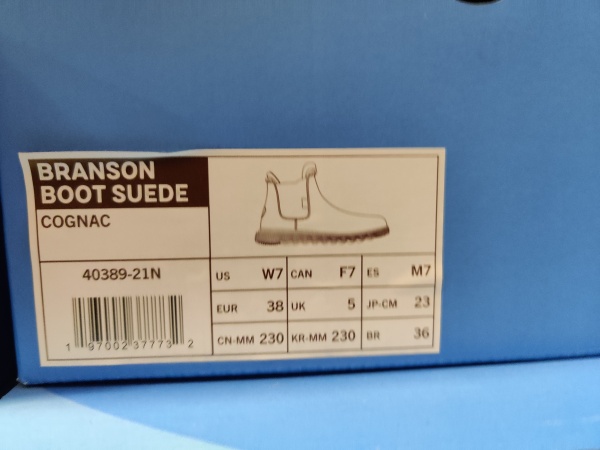 BRANSON
BOOT SUEDE
COGNAC
40389-21N
1 97002 37773 2
US W7 CAN F7 ES M7
EUR 38 UK 5 JP-CM 23
CN-MM 230 KR-MM 230 BR 36